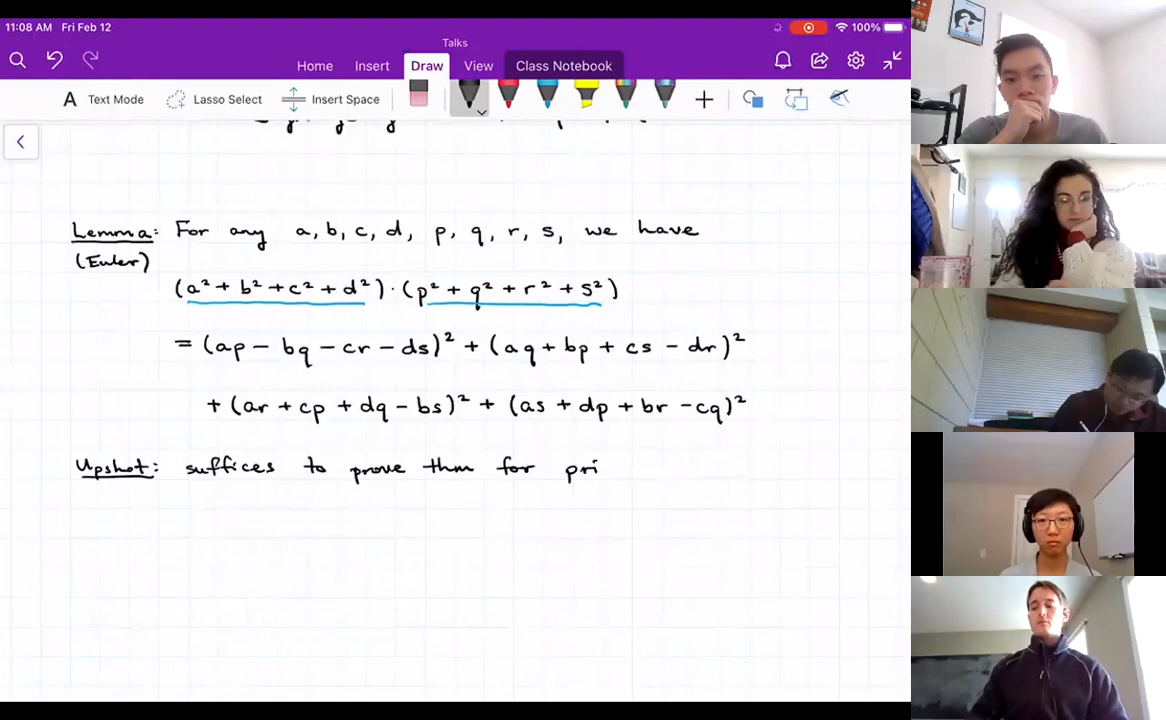 11:08 AM Fri Feb 12
100%
Talks
Home Insert Draw View Class Notebook
A Text Mode Lasso Select Insert Space
Lemma: For any a, b, c, d, p, q, r, s, we have
(Euler)
(a² + b² + c² + d²) · (p² + q² + r² + s²)
= (ap − bq − cr − ds)² + (aq + bp + cs − dr)²
+ (ar + cp + dq − bs)² + (as + dp + br − cq)²
Upshot: suffices to prove thm for pri